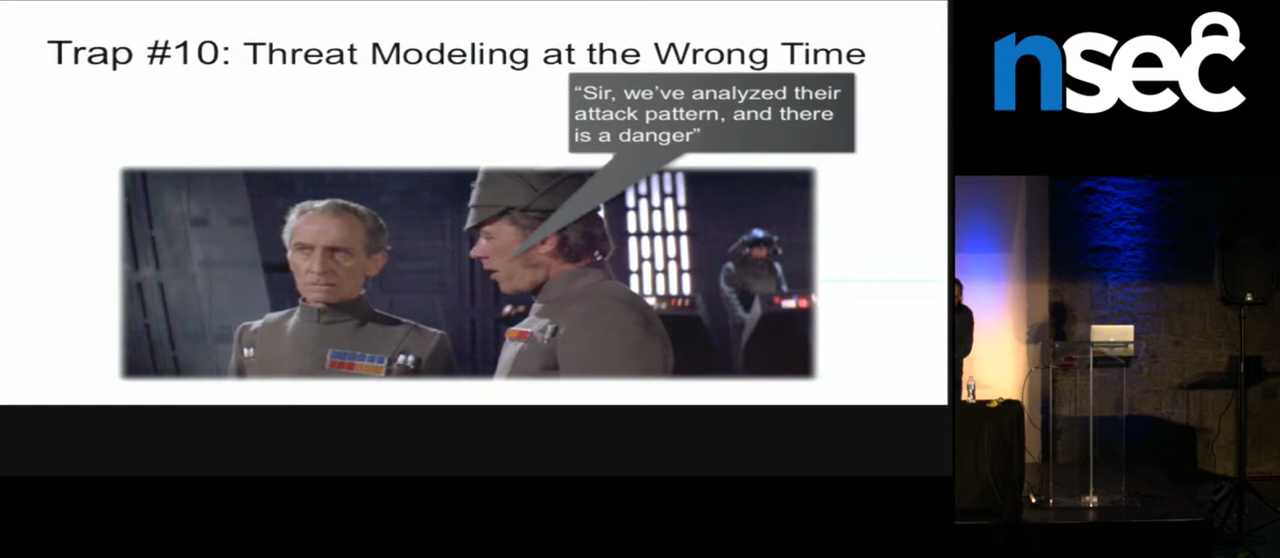 Trap #10: Threat Modeling at the Wrong Time
“Sir, we’ve analyzed their
attack pattern, and there
is a danger”
nsec